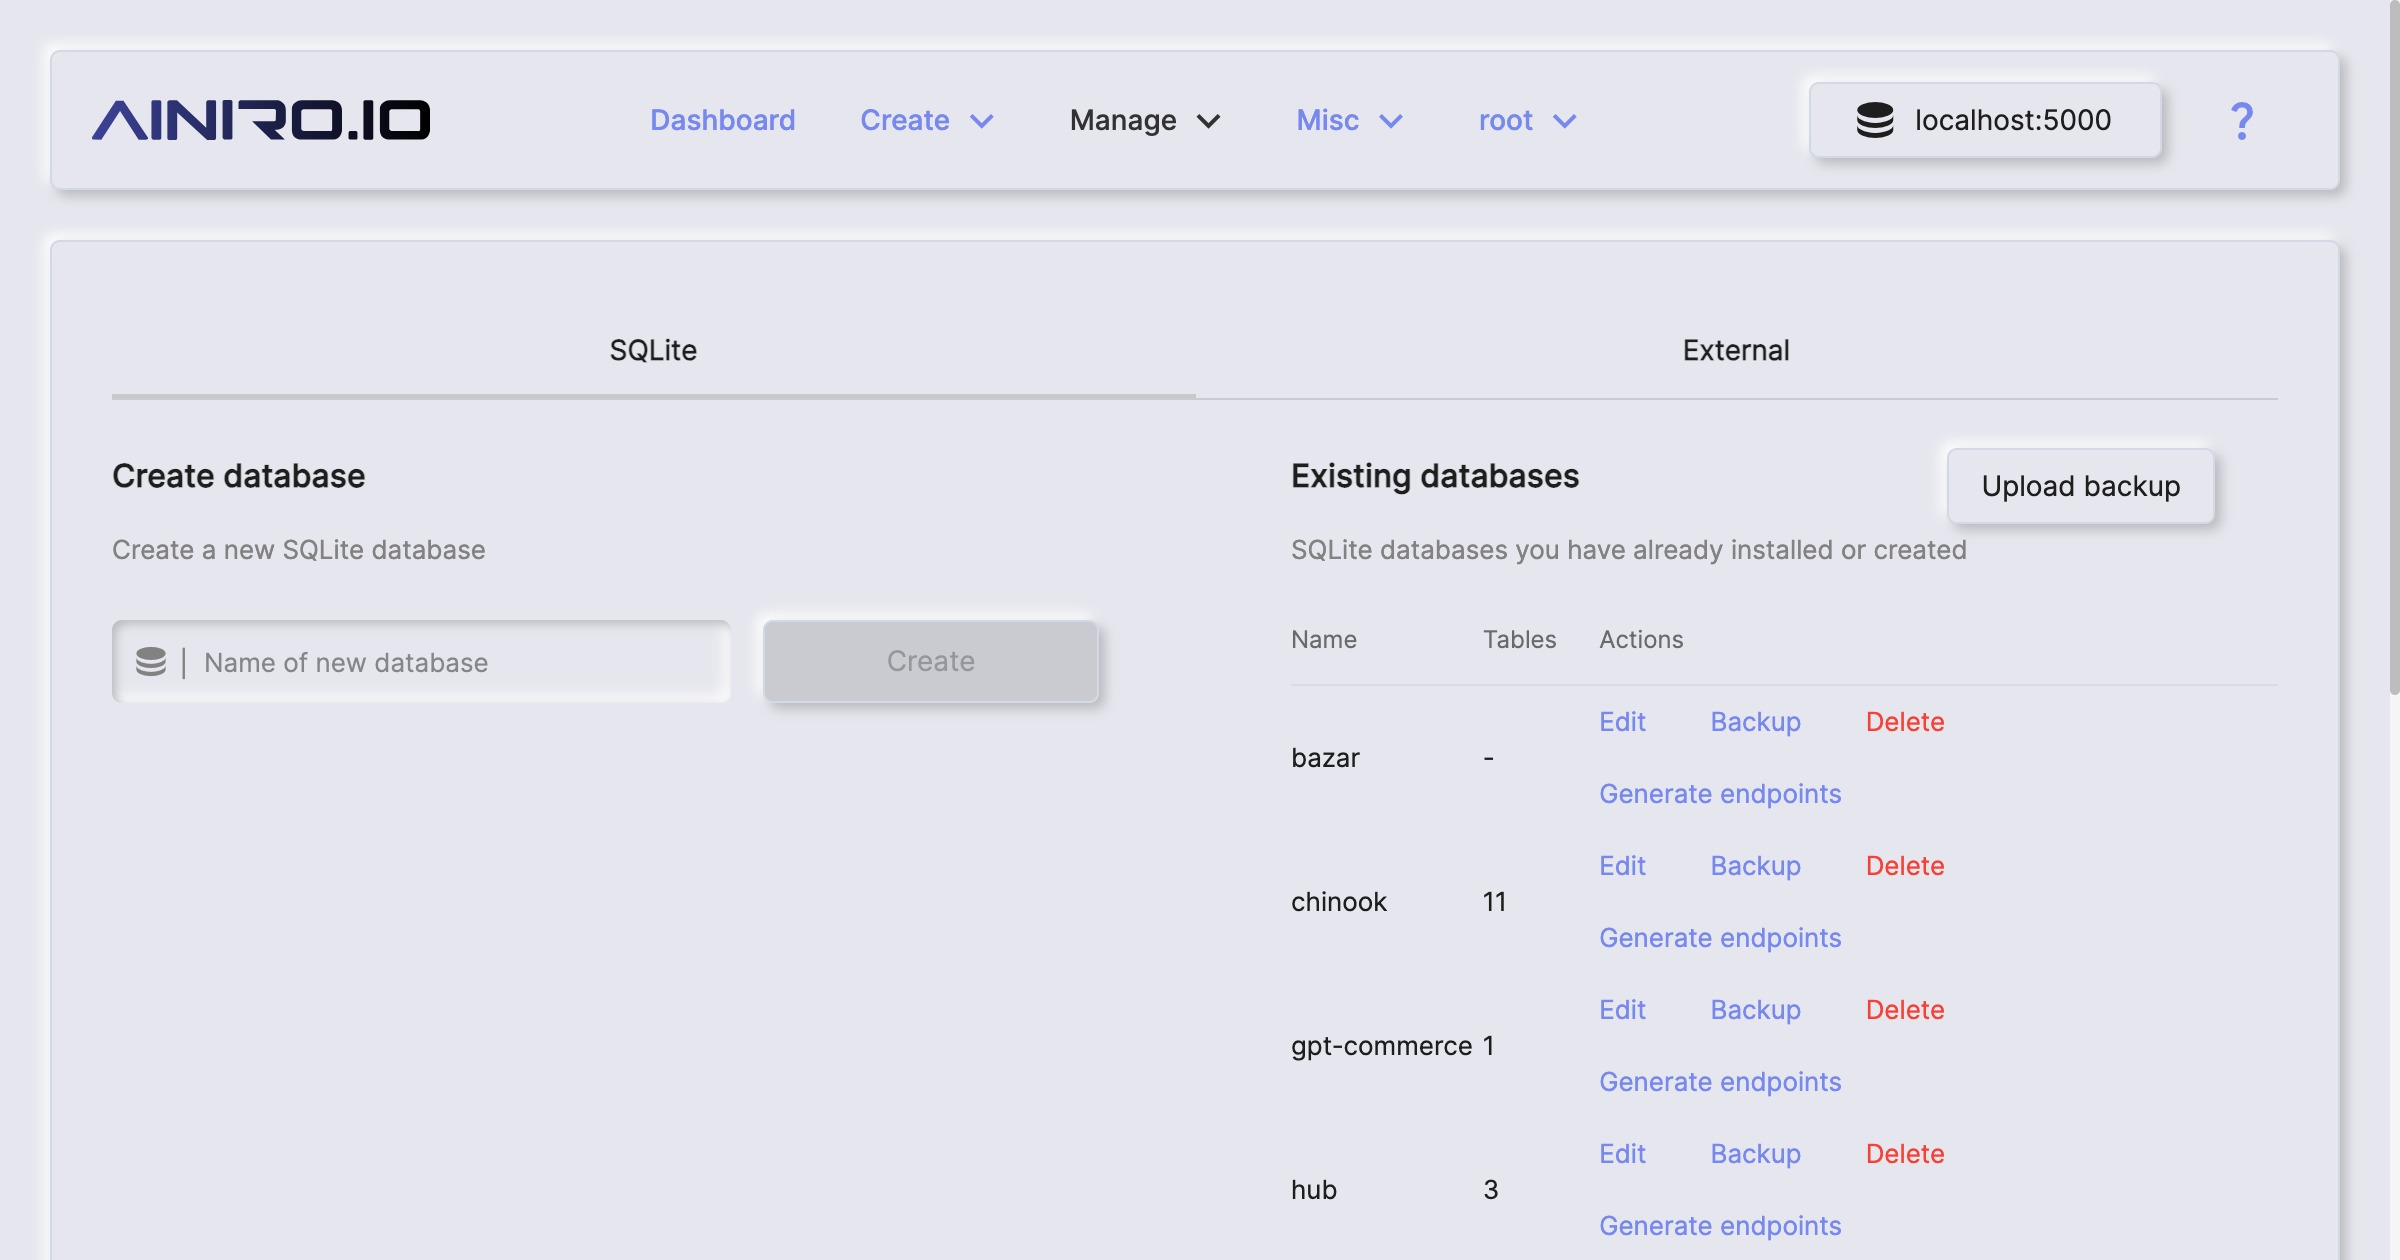 AINIRO.IO
Dashboard Create Manage Misc root localhost:5000 ?
SQLite External
Create database
Create a new SQLite database
Name of new database Create
Existing databases Upload backup
SQLite databases you have already installed or created
Name Tables Actions
bazar - Edit Backup Delete
Generate endpoints
chinook 11 Edit Backup Delete
Generate endpoints
gpt-commerce 1 Edit Backup Delete
Generate endpoints
hub 3 Edit Backup Delete
Generate endpoints